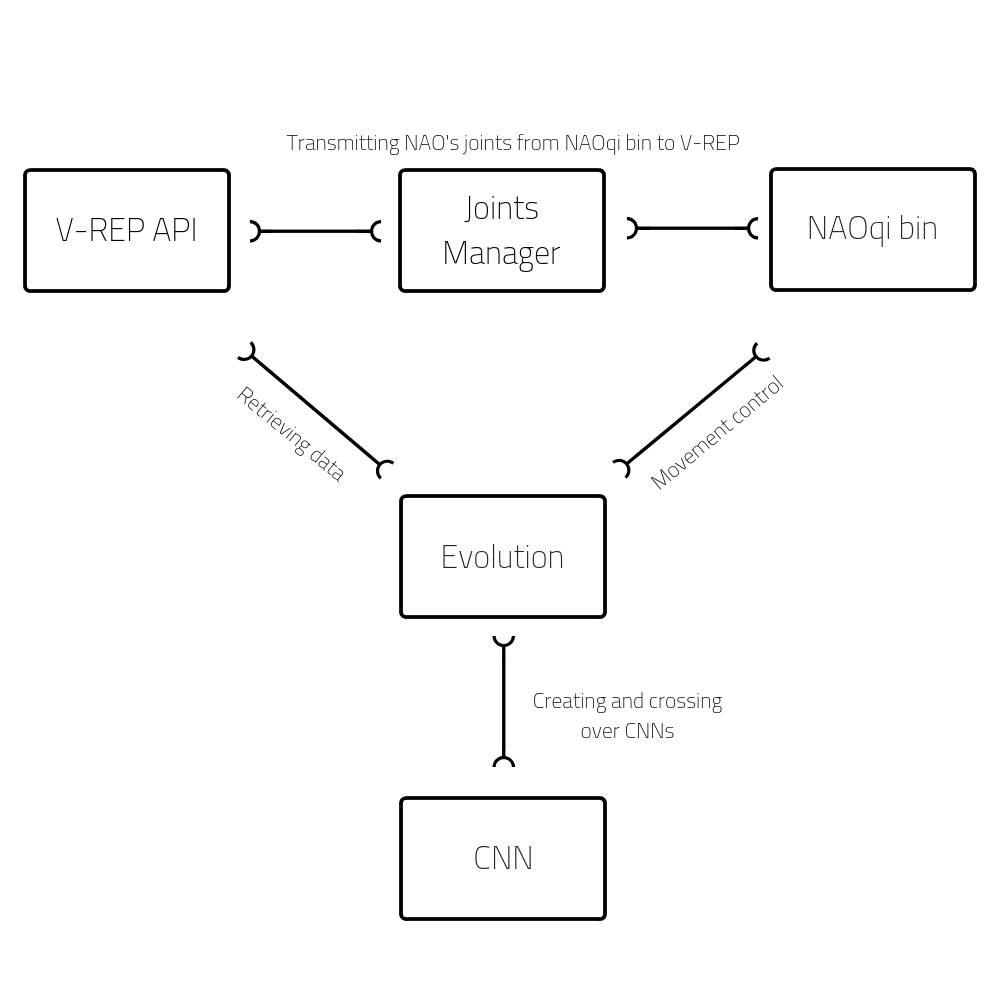 Transmitting NAO's joints from NAOqi bin to V-REP
V-REP API
Joints
Manager
NAOqi bin
Retrieving data
Movement control
Evolution
Creating and crossing
over CNNs
CNN